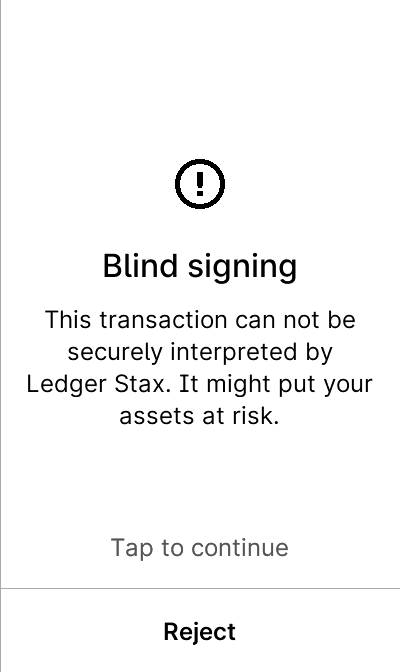 Blind signing
This transaction can not be
securely interpreted by
Ledger Stax. It might put your
assets at risk.
Tap to continue
Reject